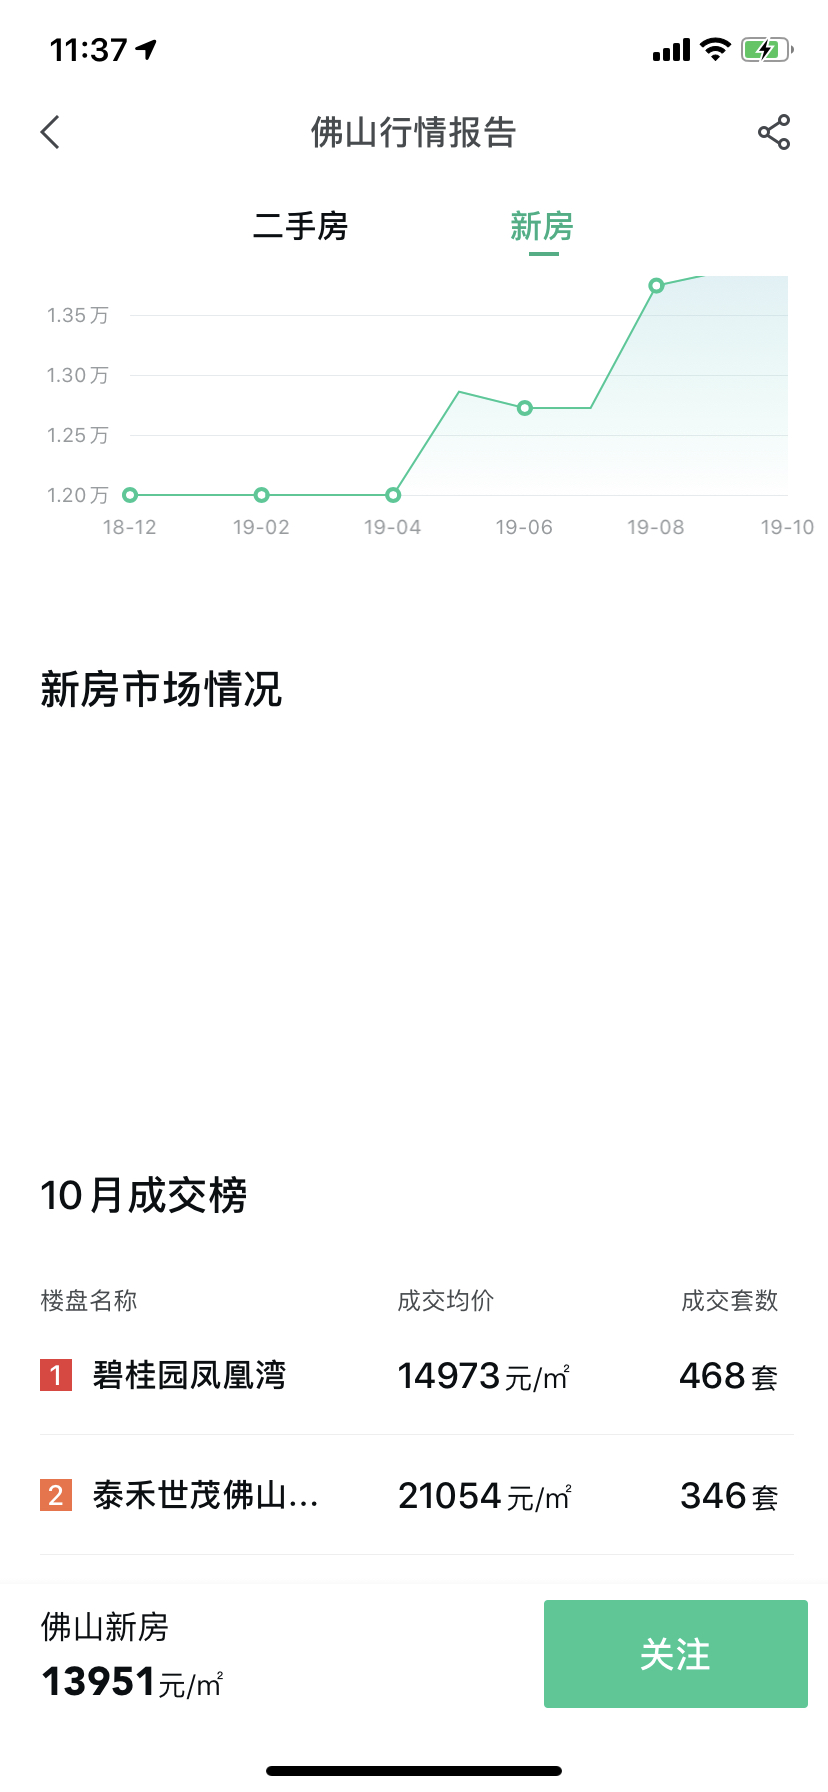 11:37
佛山行情报告
二手房 新房
1.35万
1.30万
1.25万
1.20万
18-12 19-02 19-04 19-06 19-08 19-10
新房市场情况
10月成交榜
楼盘名称 成交均价 成交套数
1 碧桂园凤凰湾 14973元/㎡ 468套
2 泰禾世茂佛山... 21054元/㎡ 346套
佛山新房
13951元/㎡
关注